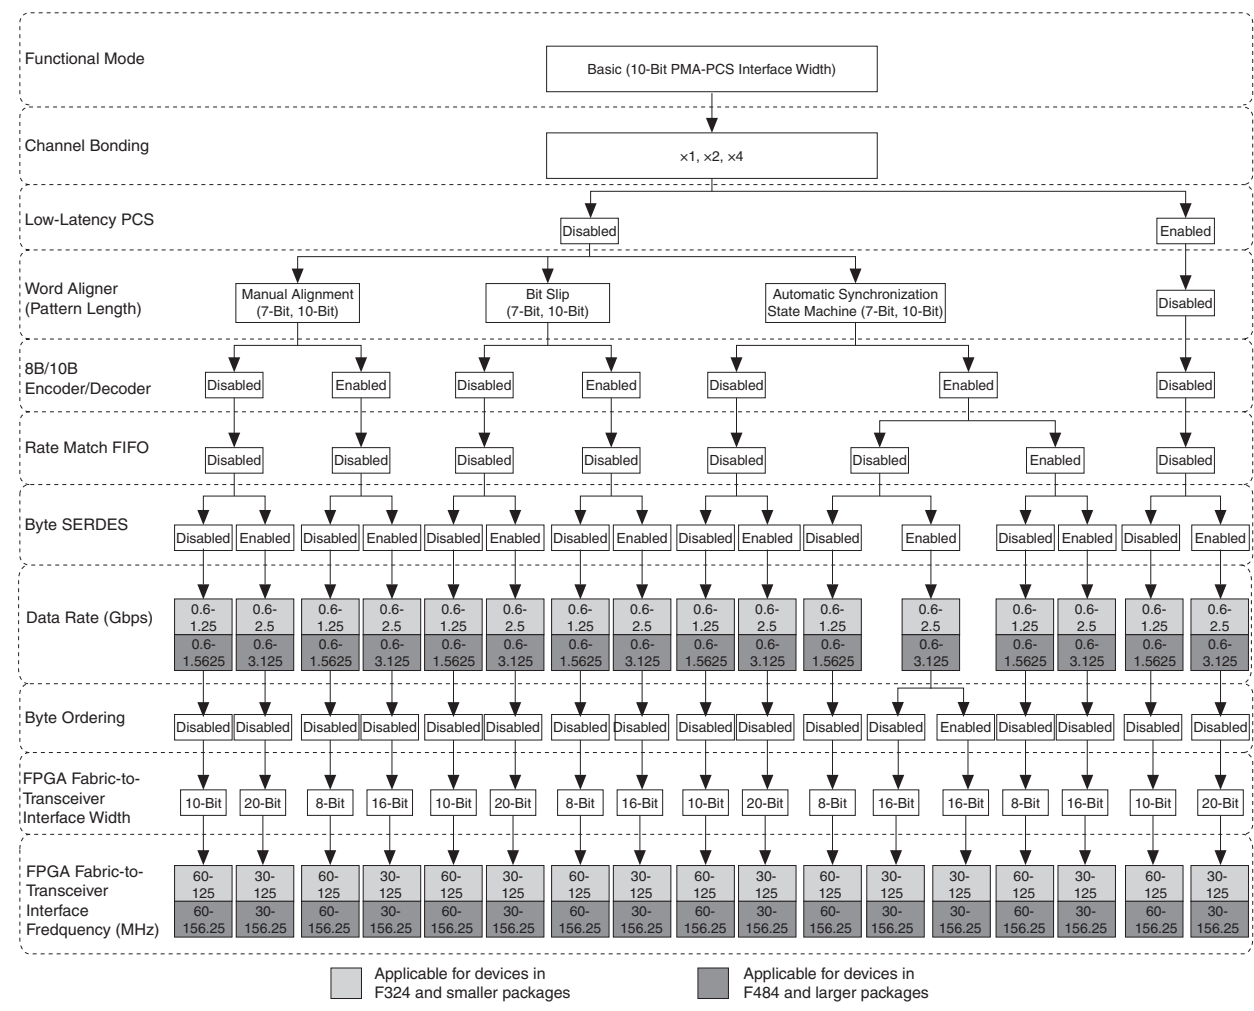 Functional Mode
Basic (10-Bit PMA-PCS Interface Width)
Channel Bonding
×1, ×2, ×4
Low-Latency PCS
Disabled Enabled
Word Aligner
(Pattern Length)
Manual Alignment
(7-Bit, 10-Bit)
Bit Slip
(7-Bit, 10-Bit)
Automatic Synchronization
State Machine (7-Bit, 10-Bit)
Disabled
8B/10B
Encoder/Decoder
Disabled Enabled Disabled Enabled Disabled Enabled Disabled
Rate Match FIFO
Disabled Disabled Disabled Disabled Disabled Disabled Enabled Disabled
Byte SERDES
Disabled Enabled Disabled Enabled Disabled Enabled Disabled Enabled Disabled Enabled Disabled Enabled Disabled Enabled Disabled Enabled
Data Rate (Gbps)
0.6- 0.6- 0.6- 0.6- 0.6- 0.6- 0.6- 0.6- 0.6- 0.6- 0.6- 0.6- 0.6- 0.6- 0.6- 0.6-
1.25 2.5 1.25 2.5 1.25 2.5 1.25 2.5 1.25 2.5 1.25 2.5 1.25 2.5 1.25 2.5
0.6- 0.6- 0.6- 0.6- 0.6- 0.6- 0.6- 0.6- 0.6- 0.6- 0.6- 0.6- 0.6- 0.6- 0.6- 0.6-
1.5625 3.125 1.5625 3.125 1.5625 3.125 1.5625 3.125 1.5625 3.125 1.5625 3.125 1.5625 3.125 1.5625 3.125
Byte Ordering
Disabled Disabled Disabled Disabled Disabled Disabled Disabled Disabled Disabled Disabled Disabled Disabled Enabled Disabled Disabled Disabled Disabled
FPGA Fabric-to-
Transceiver
Interface Width
10-Bit 20-Bit 8-Bit 16-Bit 10-Bit 20-Bit 8-Bit 16-Bit 10-Bit 20-Bit 8-Bit 16-Bit 16-Bit 8-Bit 16-Bit 10-Bit 20-Bit
FPGA Fabric-to-
Transceiver
Interface
Fredquency (MHz)
60- 30- 60- 30- 60- 30- 60- 30- 60- 30- 60- 30- 30- 60- 30- 60- 30-
125 125 125 125 125 125 125 125 125 125 125 125 125 125 125 125 125
60- 30- 60- 30- 60- 30- 60- 30- 60- 30- 60- 30- 30- 60- 30- 60- 30-
156.25 156.25 156.25 156.25 156.25 156.25 156.25 156.25 156.25 156.25 156.25 156.25 156.25 156.25 156.25 156.25 156.25
Applicable for devices in
F324 and smaller packages
Applicable for devices in
F484 and larger packages